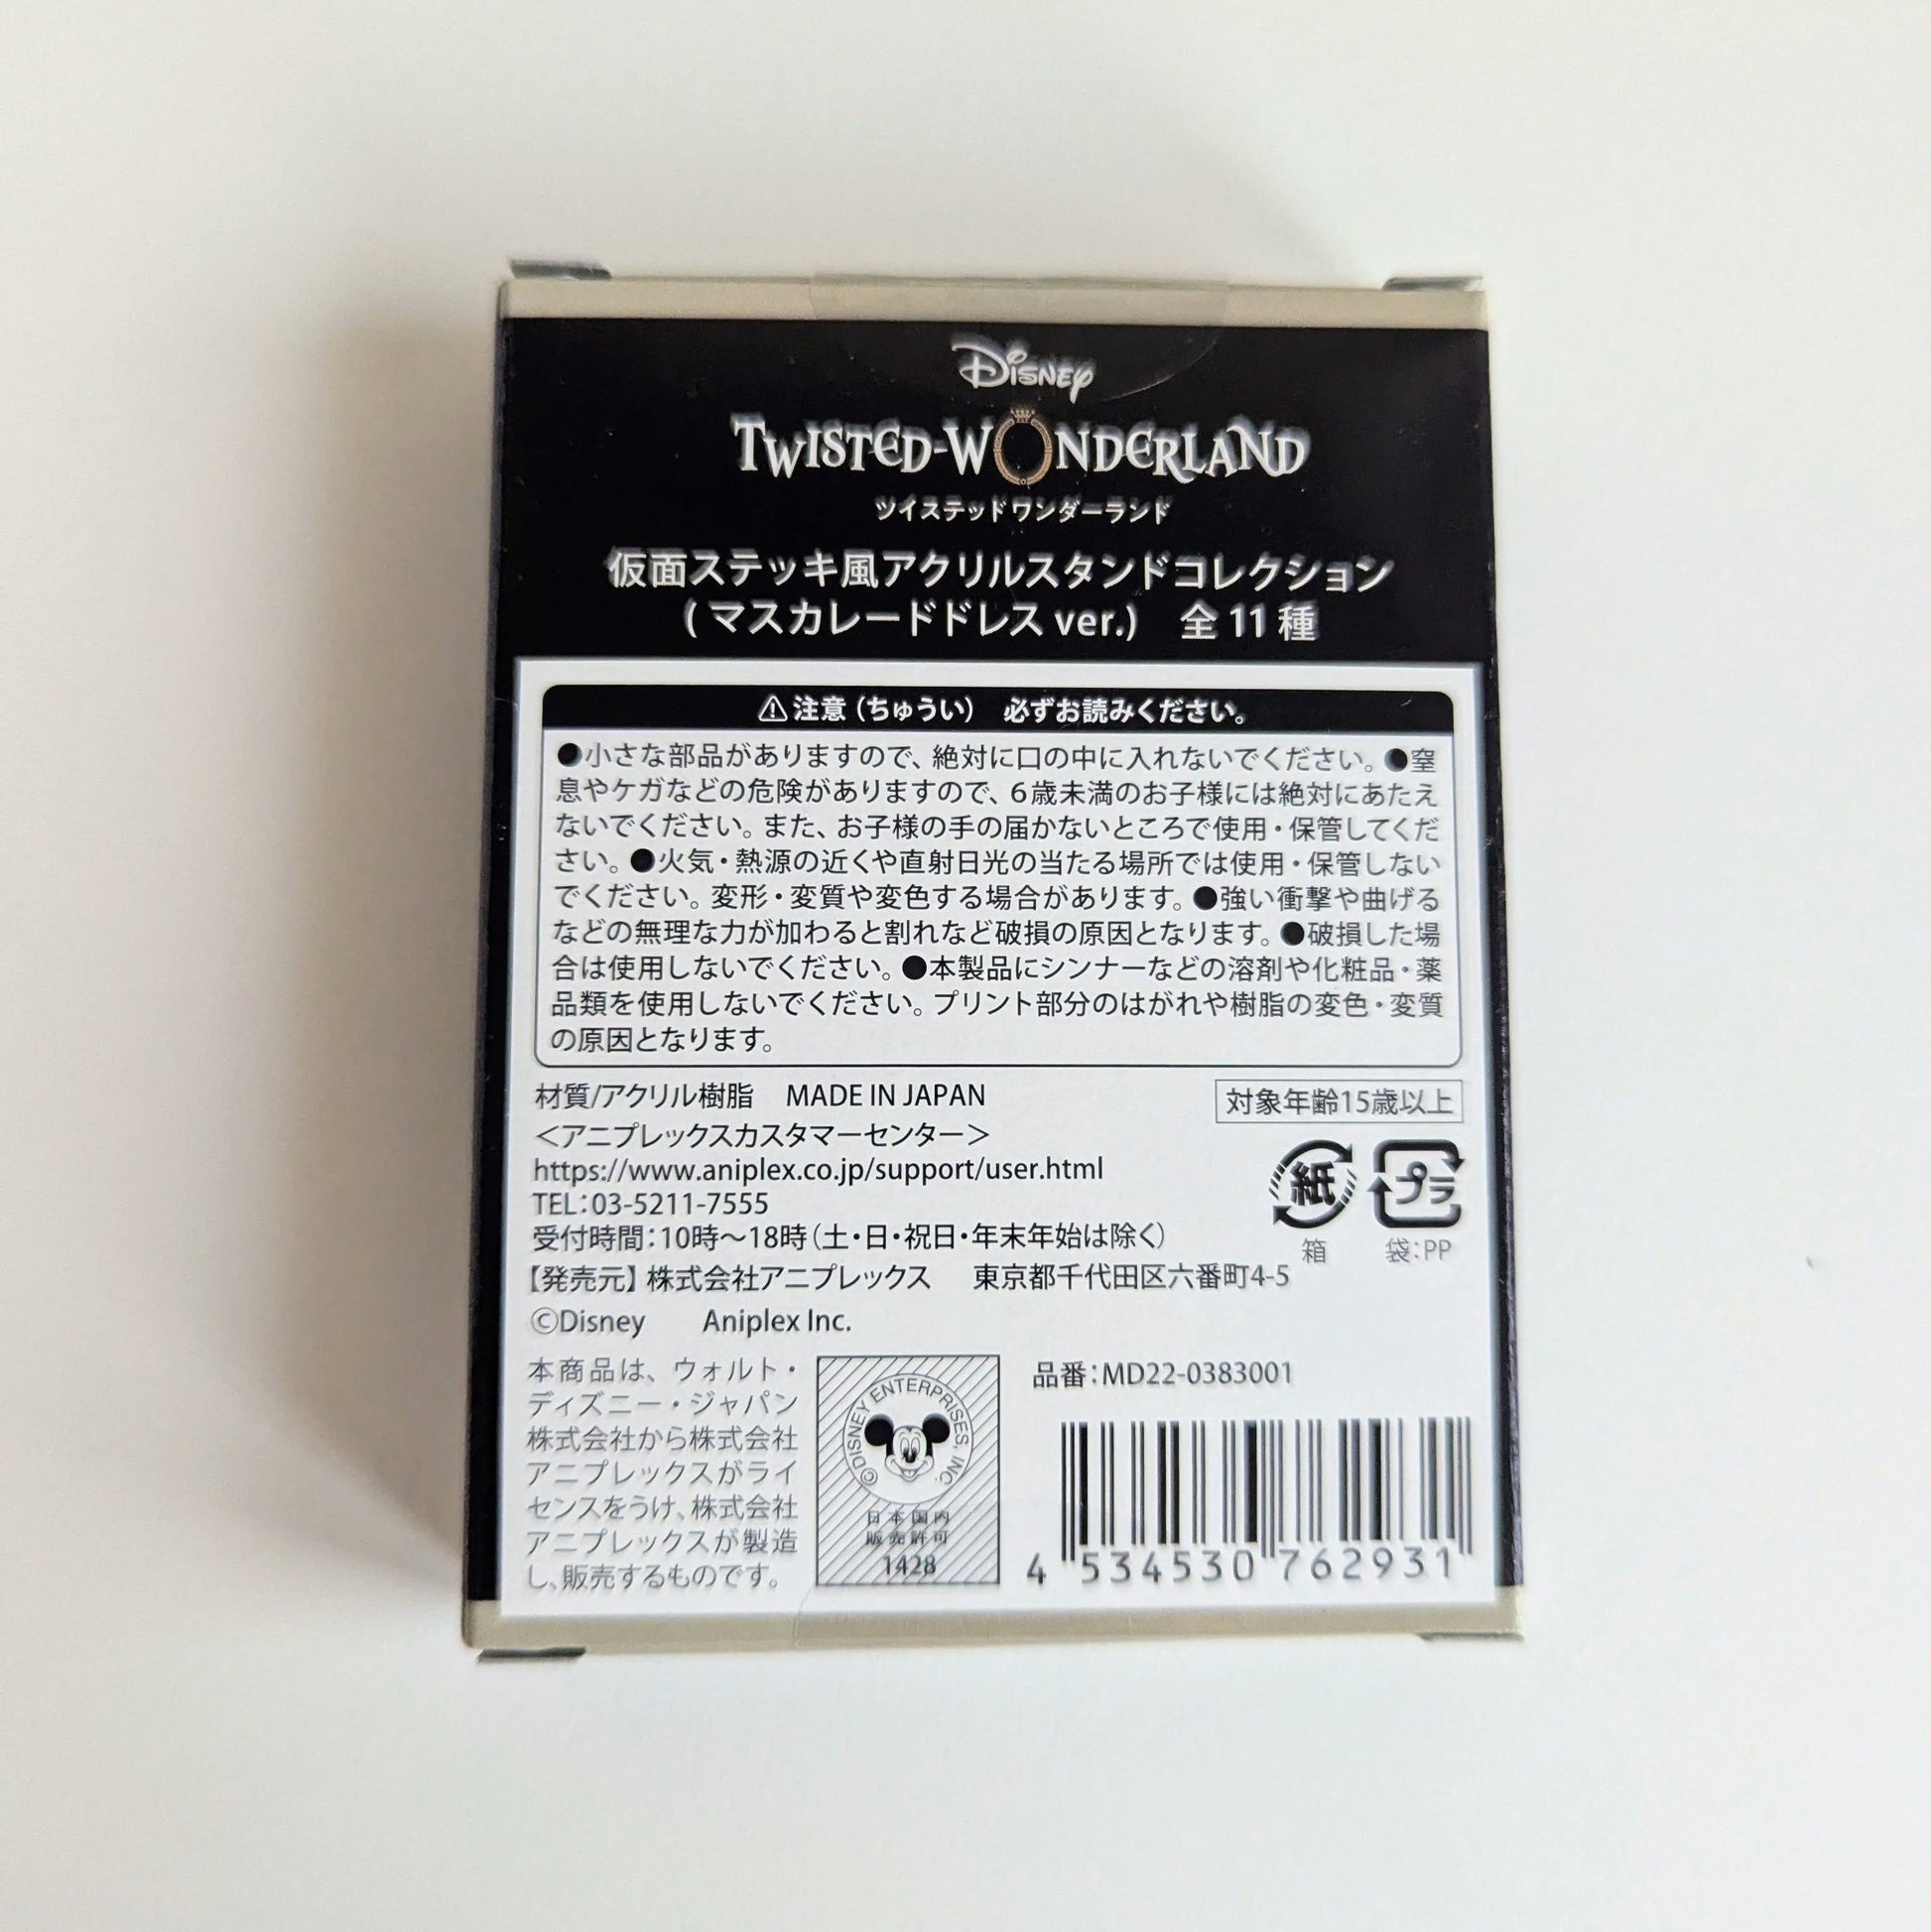 Disney
TWISTED-WONDERLAND
ツイステッドワンダーランド
仮面ステッキ風アクリルスタンドコレクション
(マスカレードドレス ver.) 全11種
⚠注意(ちゅうい) 必ずお読みください。
●小さな部品がありますので、絶対に口の中に入れないでください。●窒
息やケガなどの危険がありますので、6歳未満のお子様には絶対にあたえ
ないでください。また、お子様の手の届かないところで使用・保管してくだ
さい。●火気・熱源の近くや直射日光の当たる場所では使用・保管しない
でください。変形・変質や変色する場合があります。●強い衝撃や曲げる
などの無理な力が加わると割れなど破損の原因となります。●破損した場
合は使用しないでください。●本製品にシンナーなどの溶剤や化粧品・薬
品類を使用しないでください。プリント部分のはがれや樹脂の変色・変質
の原因となります。
材質/アクリル樹脂 MADE IN JAPAN
対象年齢15歳以上
<アニプレックスカスタマーセンター>
https://www.aniplex.co.jp/support/user.html
TEL:03-5211-7555
受付時間:10時〜18時(土・日・祝日・年末年始は除く)
紙
プラ
箱
袋:PP
【発売元】株式会社アニプレックス 東京都千代田区六番町4-5
©Disney Aniplex Inc.
本商品は、ウォルト・
ディズニー・ジャパン
株式会社から株式会社
アニプレックスがライ
センスをうけ、株式会社
アニプレックスが製造
し、販売するものです。
©DISNEY ENTERPRISES, INC.
日本国内
販売許可
1428
品番:MD22-0383001
4 534530 762931